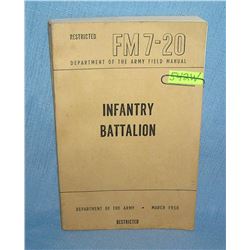 RESTRICTED
FM 7-20
DEPARTMENT OF THE ARMY FIELD MANUAL
INFANTRY
BATTALION
DEPARTMENT OF THE ARMY • MARCH 1950
RESTRICTED